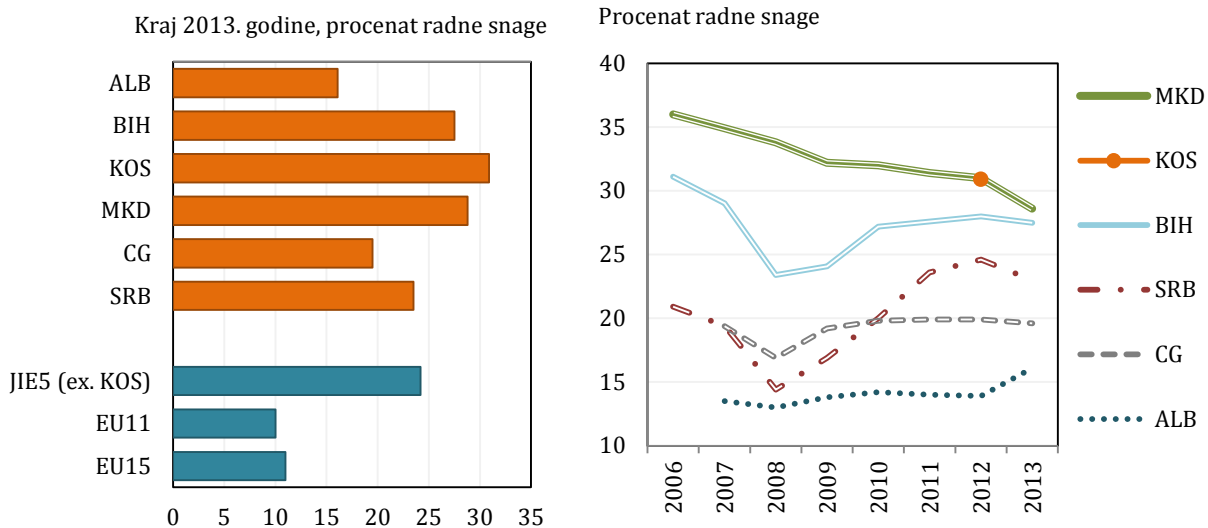 Kraj 2013. godine, procenat radne snage
ALB
BIH
KOS
MKD
CG
SRB
JIE5 (ex. KOS)
EU11
EU15
0 5 10 15 20 25 30 35
Procenat radne snage
40
35
30
25
20
15
10
2006 2007 2008 2009 2010 2011 2012 2013
MKD
KOS
BIH
SRB
CG
ALB